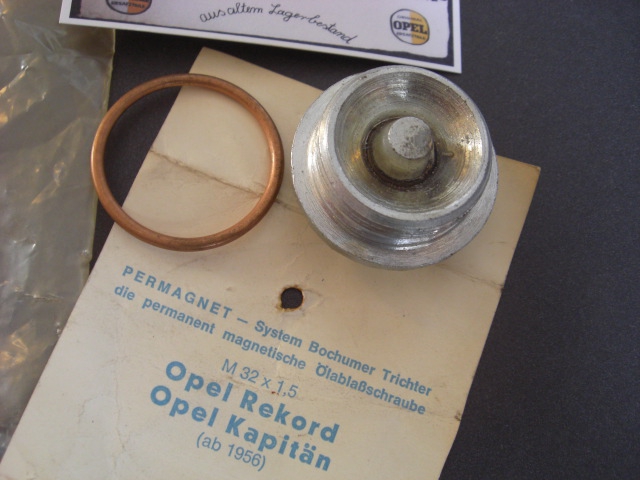 aus altem Lagerbestand
OPEL
PERMAGNET – System Bochumer Trichter
die permanent magnetische Ölablaßschraube
M 32 x 1,5
Opel Rekord
Opel Kapitän
(ab 1956)